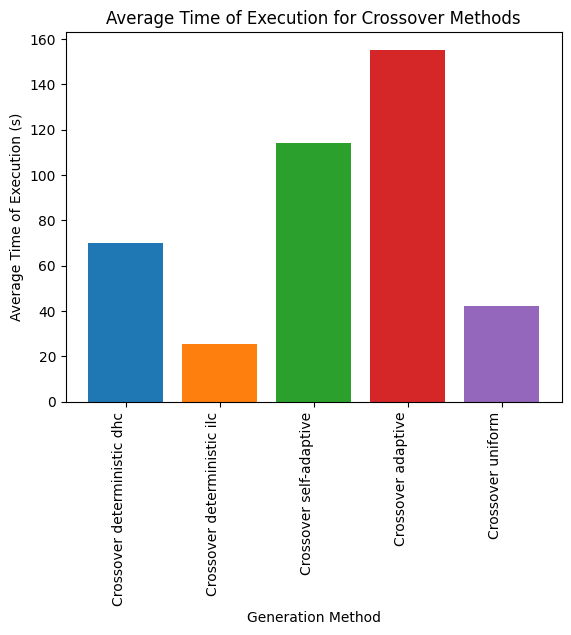 Average Time of Execution for Crossover Methods
Average Time of Execution (s)
160
140
120
100
80
60
40
20
0
Crossover deterministic dhc
Crossover deterministic ilc
Crossover self-adaptive
Crossover adaptive
Crossover uniform
Generation Method